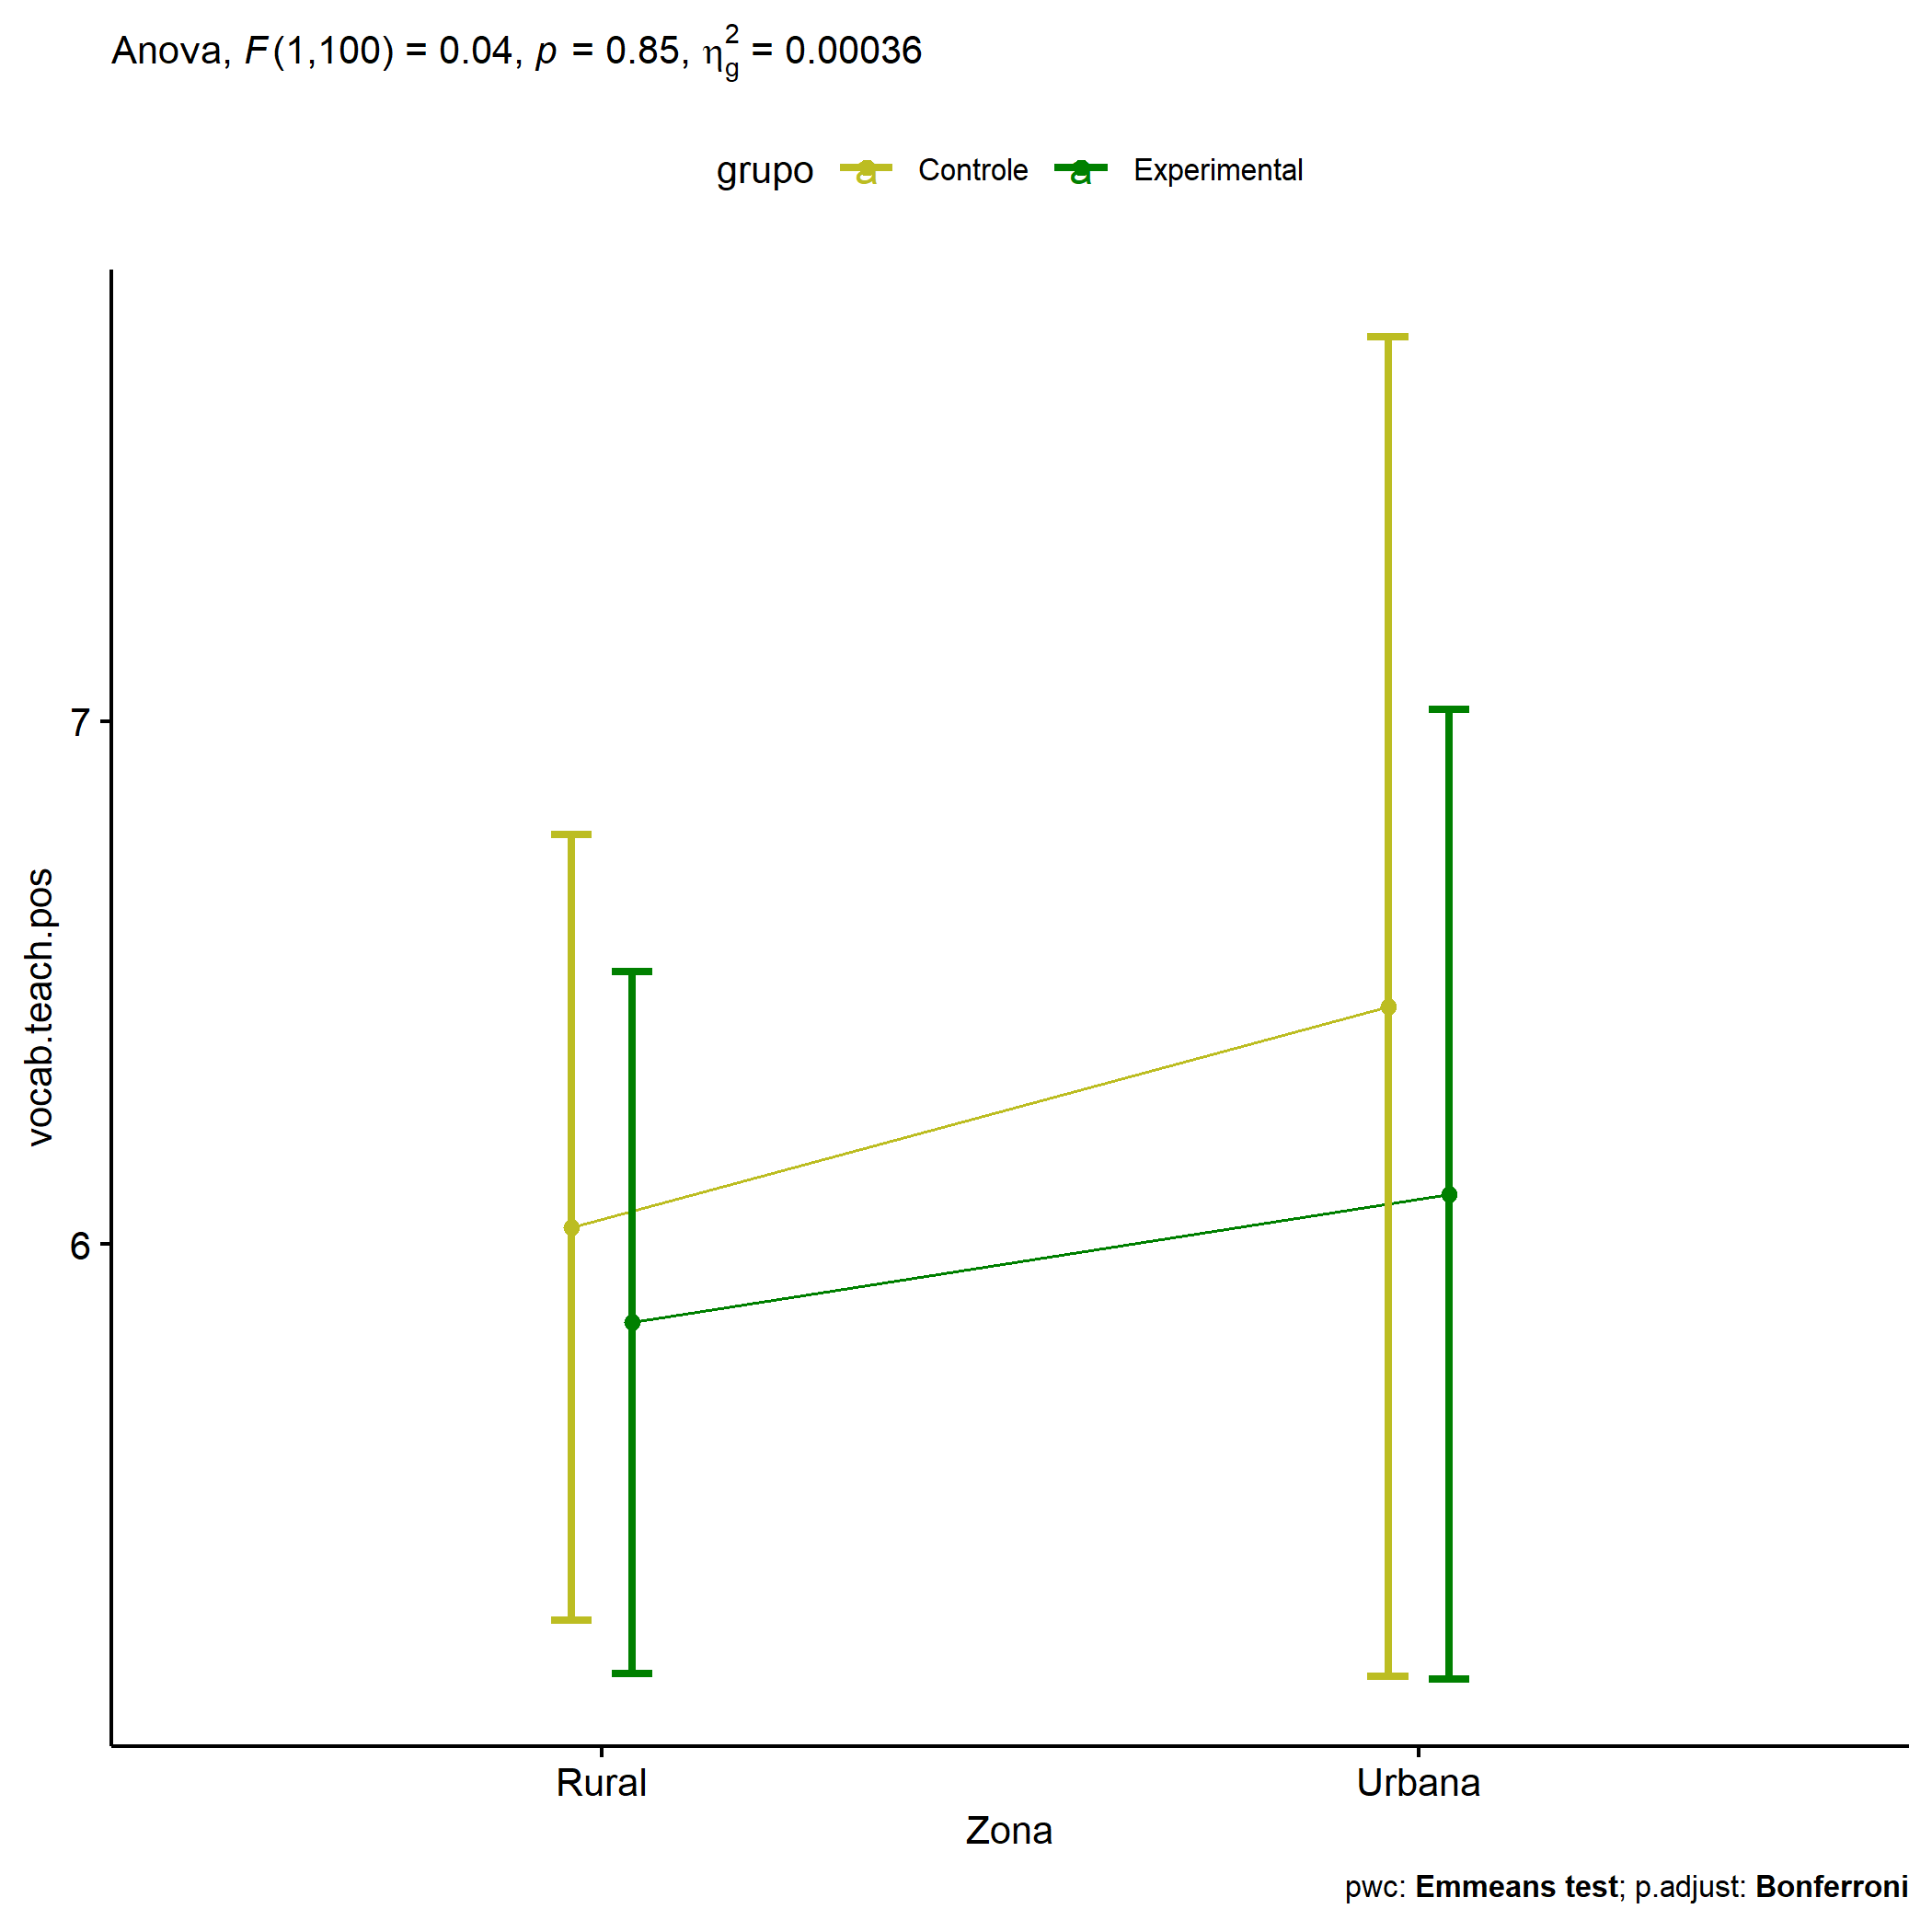 Anova, F(1,100) = 0.04, p = 0.85, η²g = 0.00036
grupo a Controle a Experimental
vocab.teach.pos
7
6
Rural Urbana
Zona
pwc: Emmeans test; p.adjust: Bonferroni